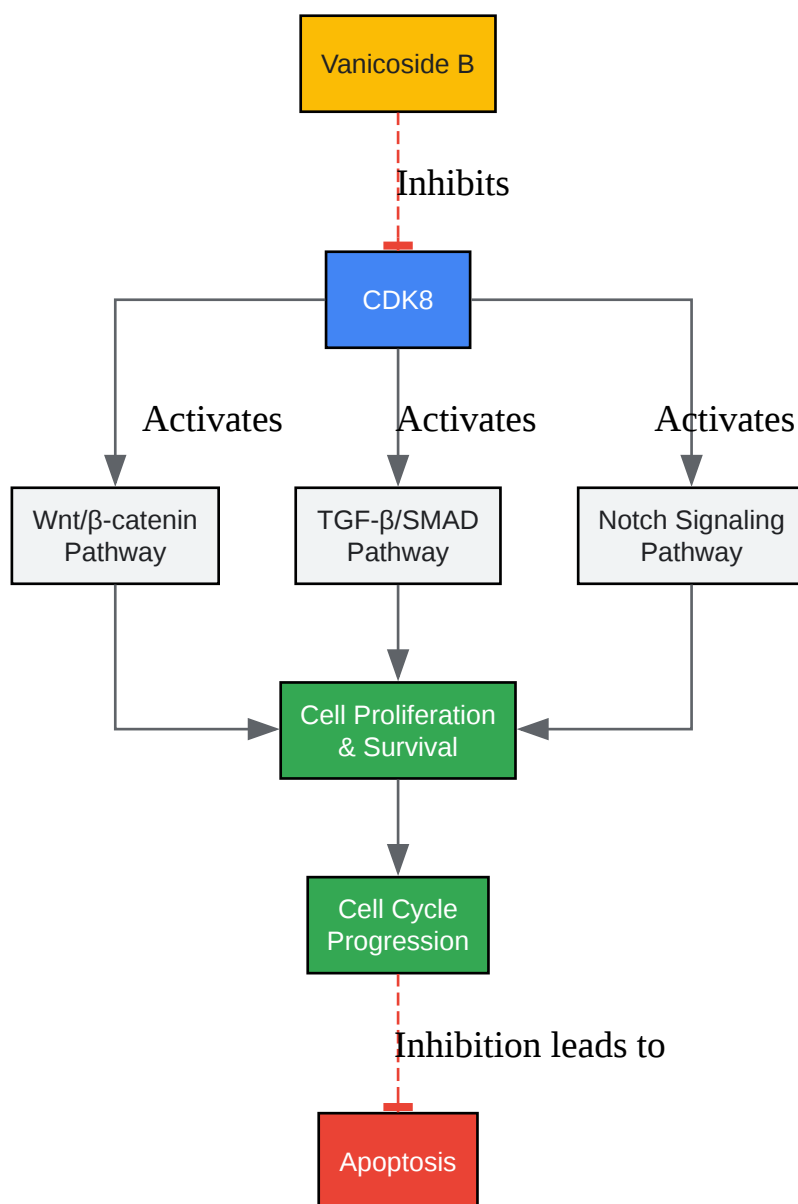 Vanicoside B
Inhibits
CDK8
Activates
Activates
Activates
Wnt/β-catenin
Pathway
TGF-β/SMAD
Pathway
Notch Signaling
Pathway
Cell Proliferation
& Survival
Cell Cycle
Progression
Inhibition leads to
Apoptosis